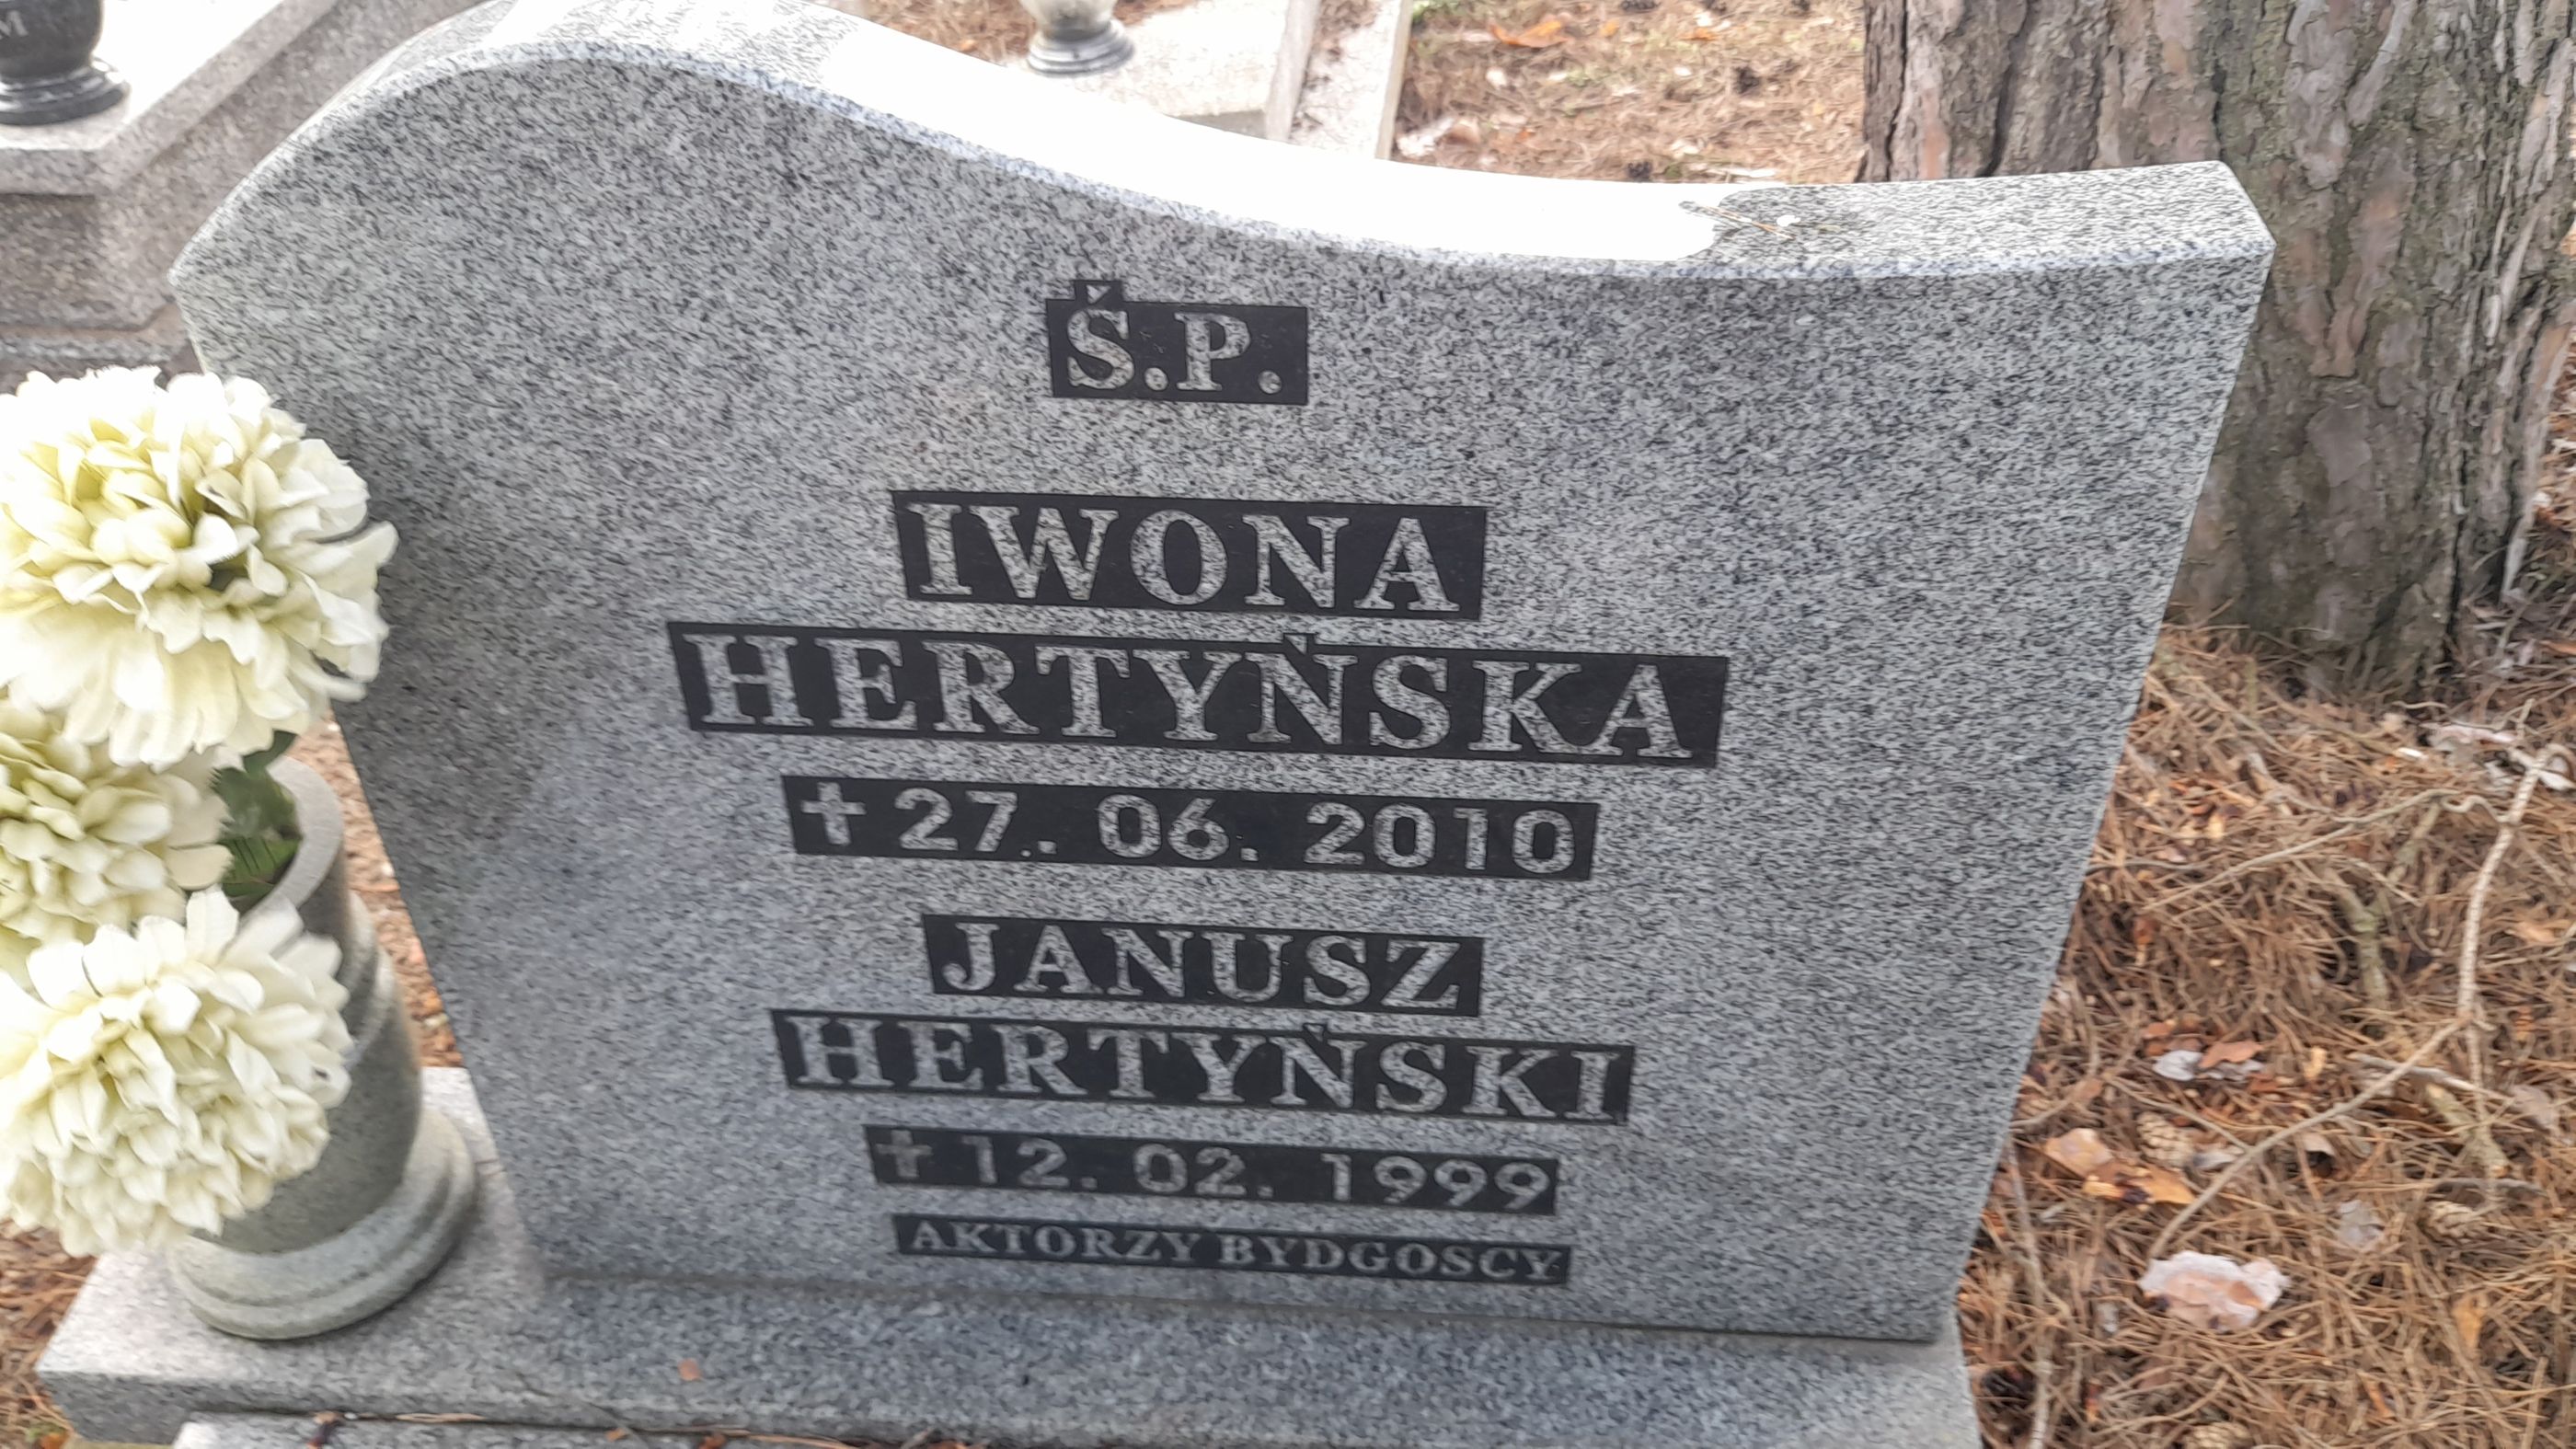 M
Ś.P.
IWONA
HERTYŃSKA
✝ 27. 06. 2010
JANUSZ
HERTYŃSKI
✝ 12. 02. 1999
AKTORZY BYDGOSCY